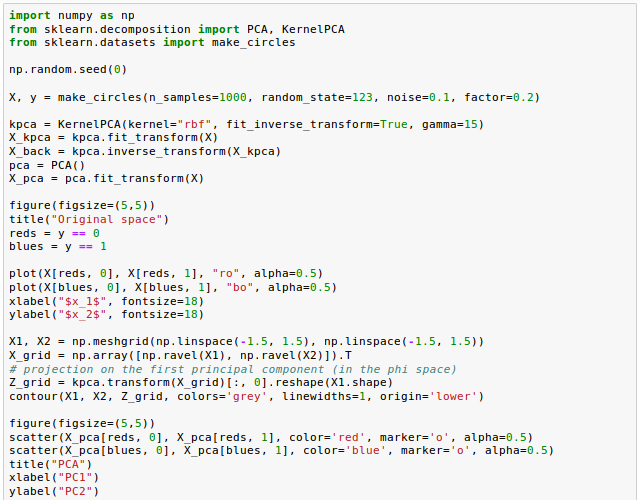 import numpy as np
from sklearn.decomposition import PCA, KernelPCA
from sklearn.datasets import make_circles

np.random.seed(0)

X, y = make_circles(n_samples=1000, random_state=123, noise=0.1, factor=0.2)

kpca = KernelPCA(kernel="rbf", fit_inverse_transform=True, gamma=15)
X_kpca = kpca.fit_transform(X)
X_back = kpca.inverse_transform(X_kpca)
pca = PCA()
X_pca = pca.fit_transform(X)

figure(figsize=(5,5))
title("Original space")
reds = y == 0
blues = y == 1

plot(X[reds, 0], X[reds, 1], "ro", alpha=0.5)
plot(X[blues, 0], X[blues, 1], "bo", alpha=0.5)
xlabel("$x_1$", fontsize=18)
ylabel("$x_2$", fontsize=18)

X1, X2 = np.meshgrid(np.linspace(-1.5, 1.5), np.linspace(-1.5, 1.5))
X_grid = np.array([np.ravel(X1), np.ravel(X2)]).T
# projection on the first principal component (in the phi space)
Z_grid = kpca.transform(X_grid)[:, 0].reshape(X1.shape)
contour(X1, X2, Z_grid, colors='grey', linewidths=1, origin='lower')

figure(figsize=(5,5))
scatter(X_pca[reds, 0], X_pca[reds, 1], color='red', marker='o', alpha=0.5)
scatter(X_pca[blues, 0], X_pca[blues, 1], color='blue', marker='o', alpha=0.5)
title("PCA")
xlabel("PC1")
ylabel("PC2")